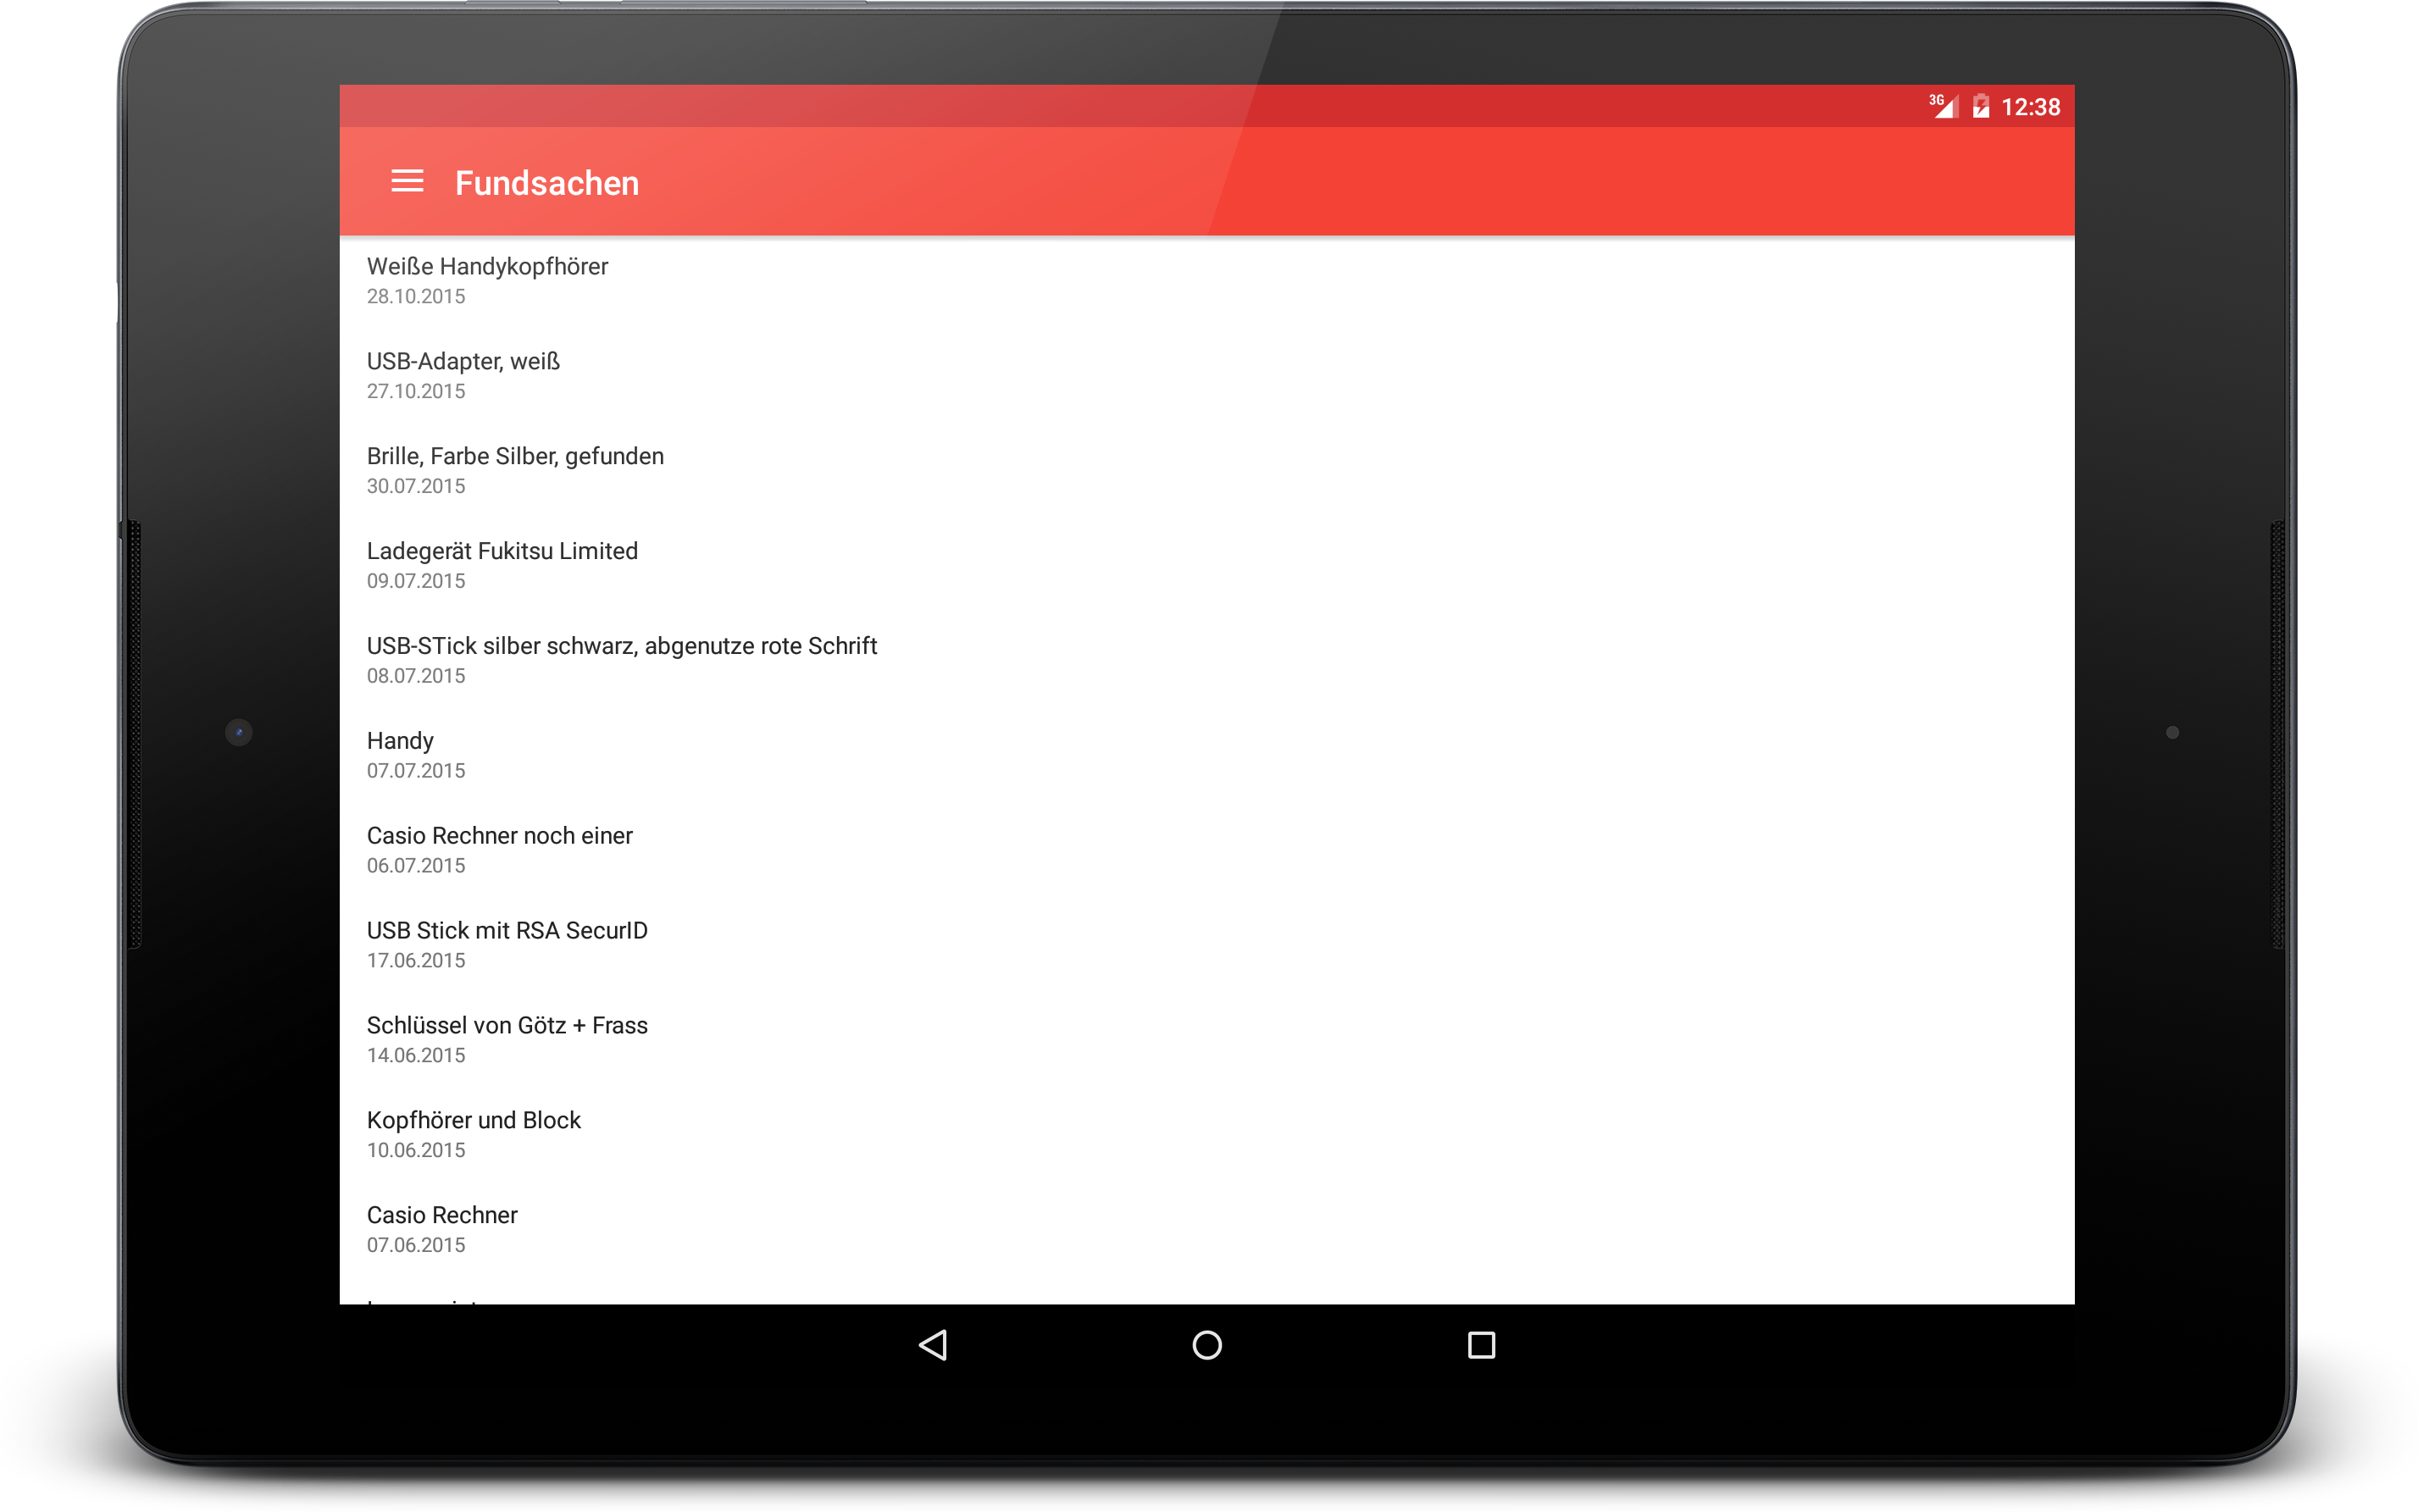 3G 12:38
Fundsachen
Weiße Handykopfhörer
28.10.2015
USB-Adapter, weiß
27.10.2015
Brille, Farbe Silber, gefunden
30.07.2015
Ladegerät Fukitsu Limited
09.07.2015
USB-STick silber schwarz, abgenutze rote Schrift
08.07.2015
Handy
07.07.2015
Casio Rechner noch einer
06.07.2015
USB Stick mit RSA SecurID
17.06.2015
Schlüssel von Götz + Frass
14.06.2015
Kopfhörer und Block
10.06.2015
Casio Rechner
07.06.2015